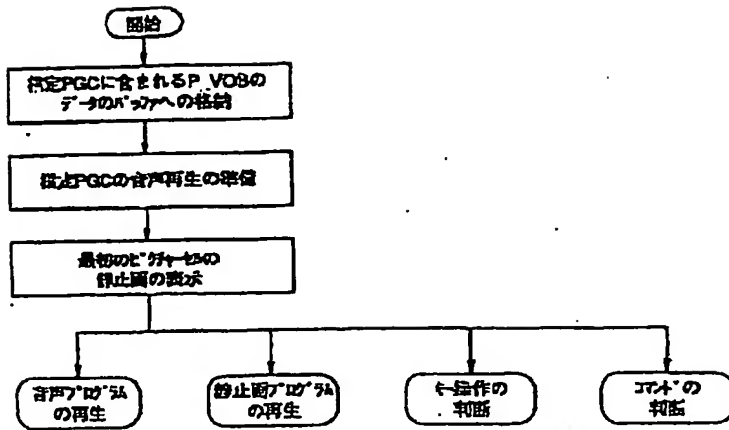 開始
指定PGCに含まれるP_VOBの
データのバッファへの格納
指定PGCの音声再生の準備
最初のピクチャーセルの
静止画の表示
音声プログラム
の再生
静止画プログラム
の再生
キー操作の
判断
コマンドの
判断